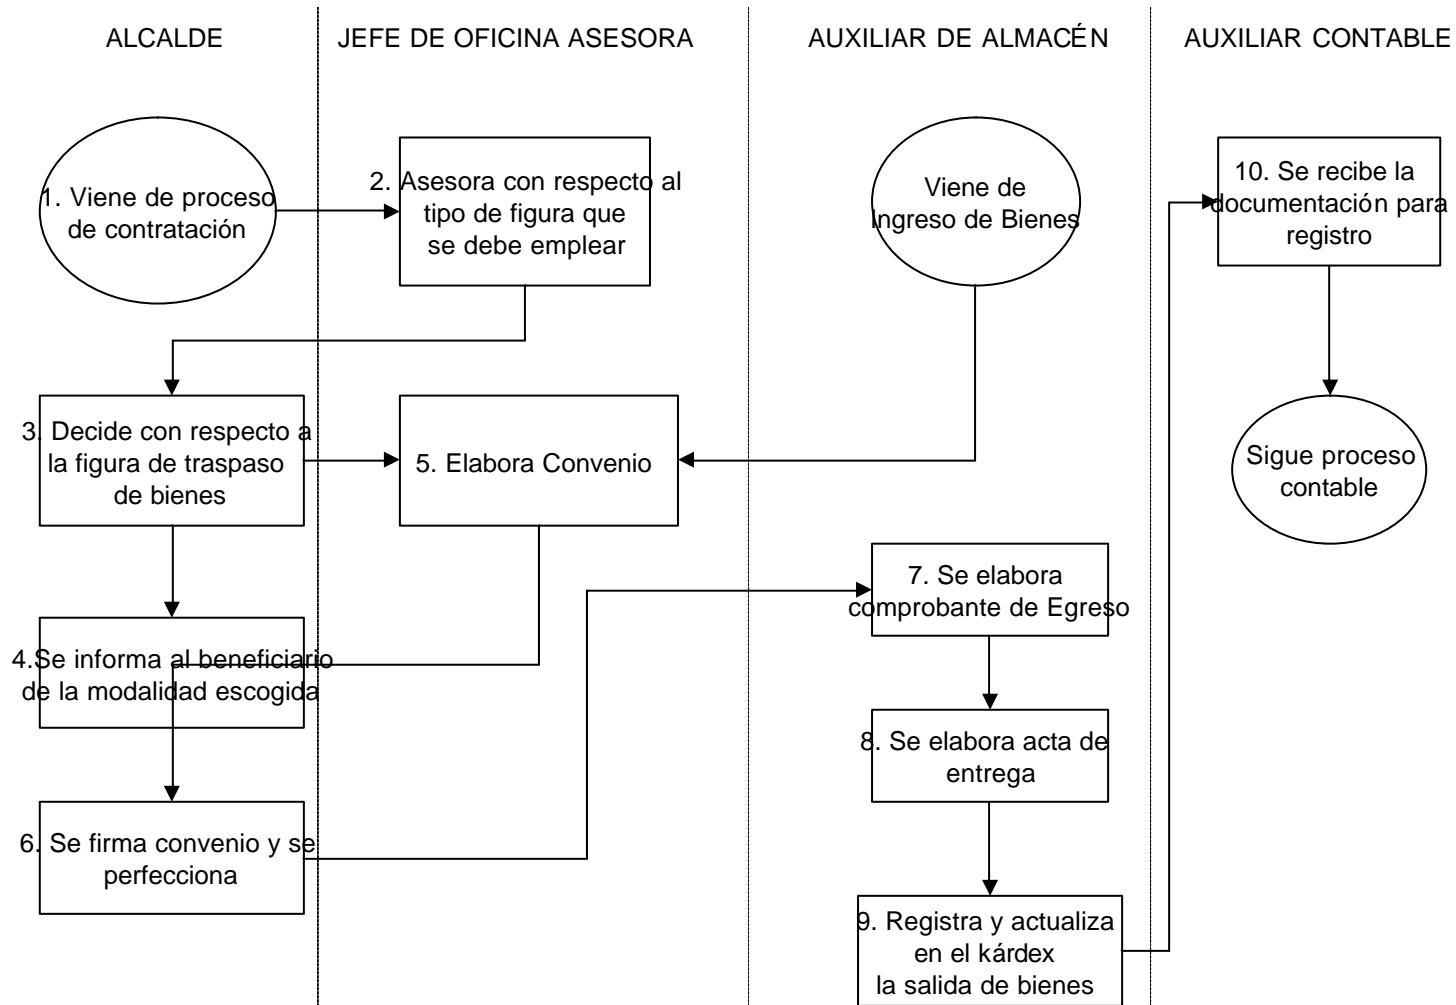 ALCALDE
JEFE DE OFICINA ASESORA
AUXILIAR DE ALMACÉN
AUXILIAR CONTABLE
1. Viene de proceso
de contratación
2. Asesora con respecto al
tipo de figura que
se debe emplear
Viene de
Ingreso de Bienes
10. Se recibe la
documentación para
registro
3. Decide con respecto a
la figura de traspaso
de bienes
5. Elabora Convenio
Sigue proceso
contable
7. Se elabora
comprobante de Egreso
4.Se informa al beneficiario
de la modalidad escogida
8. Se elabora acta de
entrega
6. Se firma convenio y se
perfecciona
9. Registra y actualiza
en el kárdex
la salida de bienes